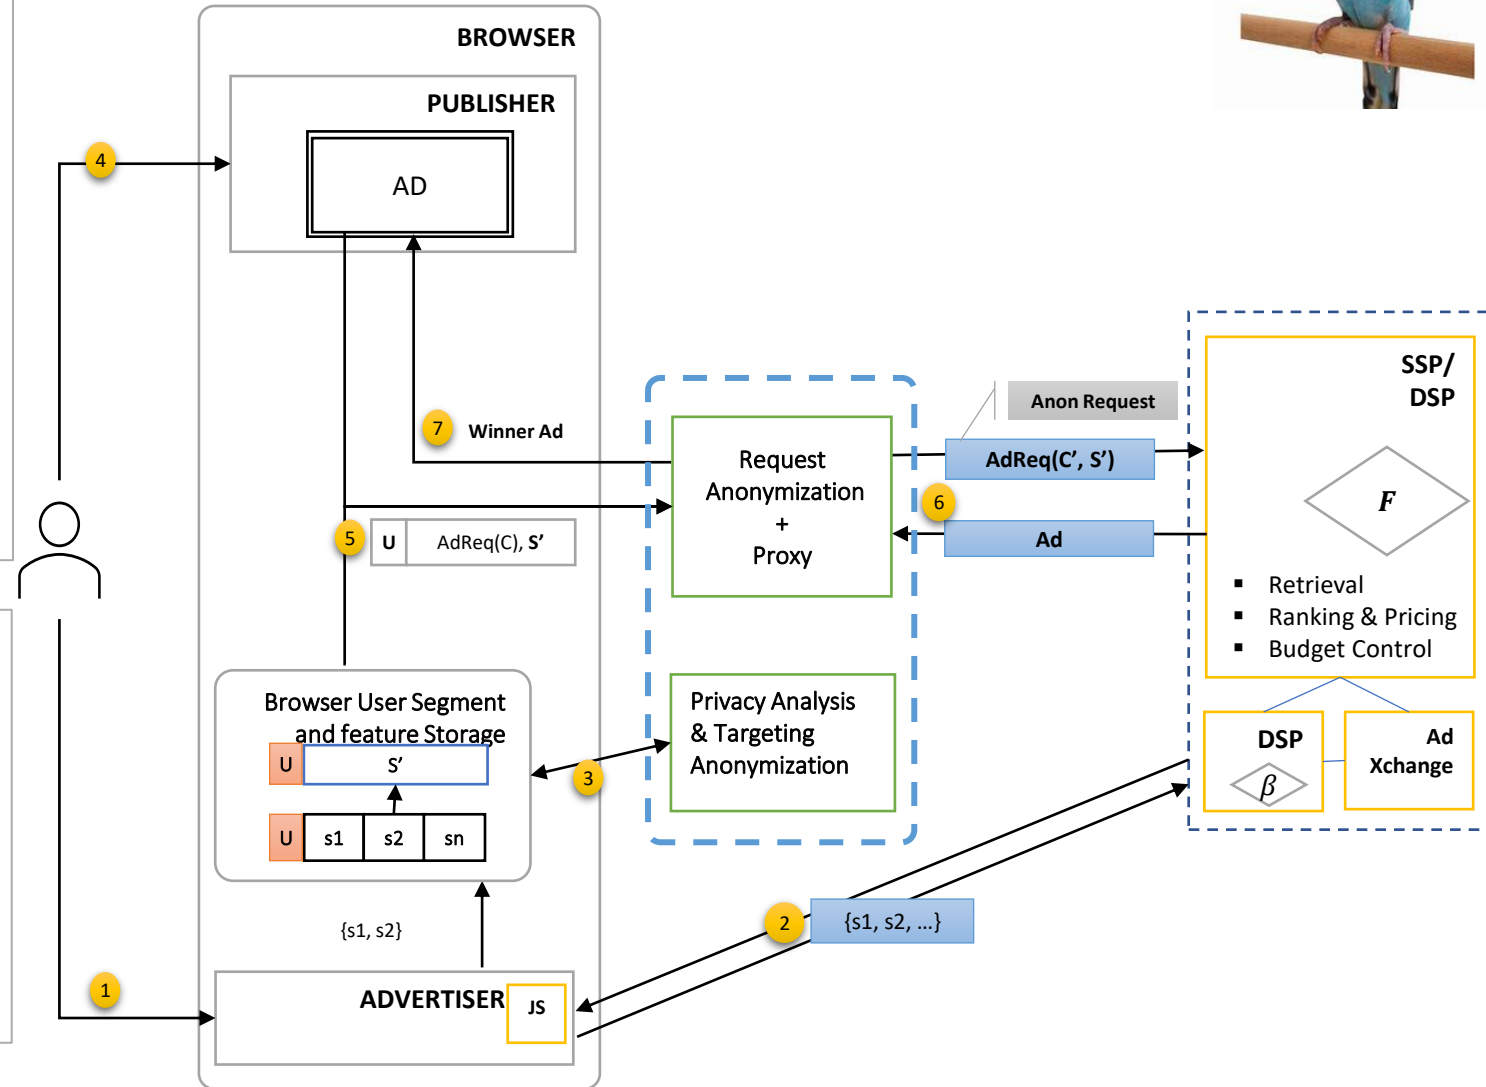 BROWSER
PUBLISHER
AD
4
7
Winner Ad
5
U
AdReq(C), S’
Request
Anonymization
+
Proxy
Anon Request
AdReq(C’, S’)
6
Ad
SSP/
DSP
F
▪ Retrieval
▪ Ranking & Pricing
▪ Budget Control
DSP
β
Ad
Xchange
Browser User Segment
and feature Storage
U
S’
U
s1
s2
sn
3
Privacy Analysis
& Targeting
Anonymization
{s1, s2}
2
{s1, s2, ...}
1
ADVERTISER
JS